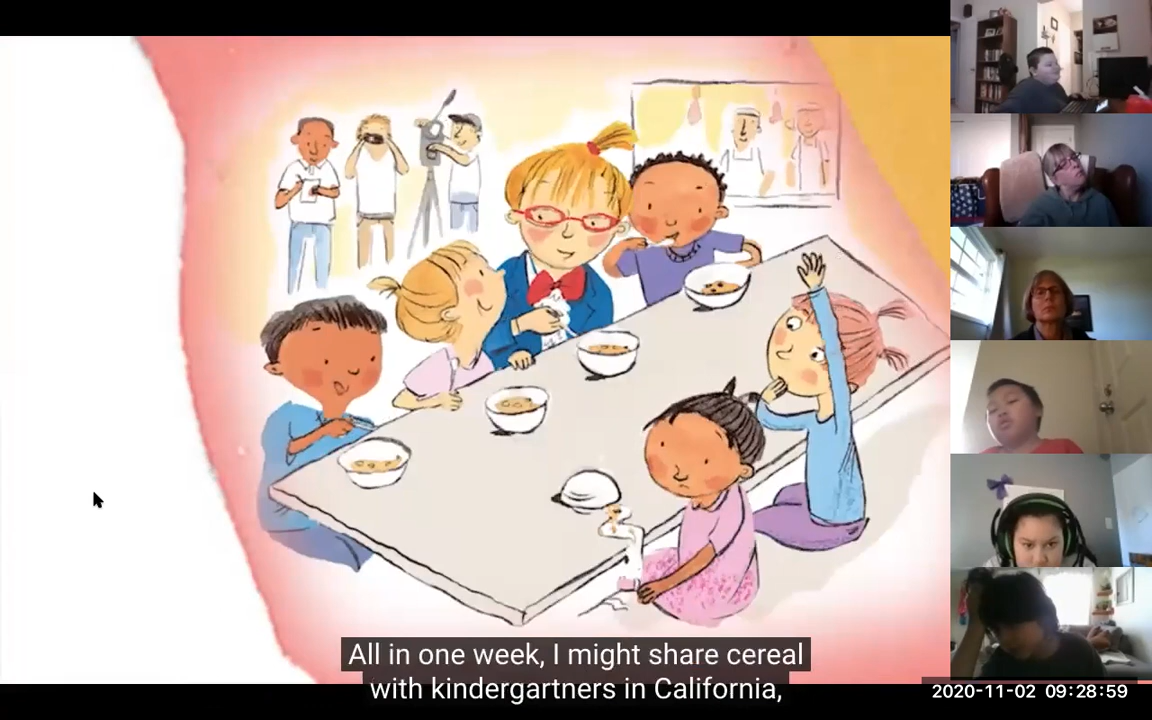 All in one week, I might share cereal
with kindergartners in California,
2020-11-02 09:28:59